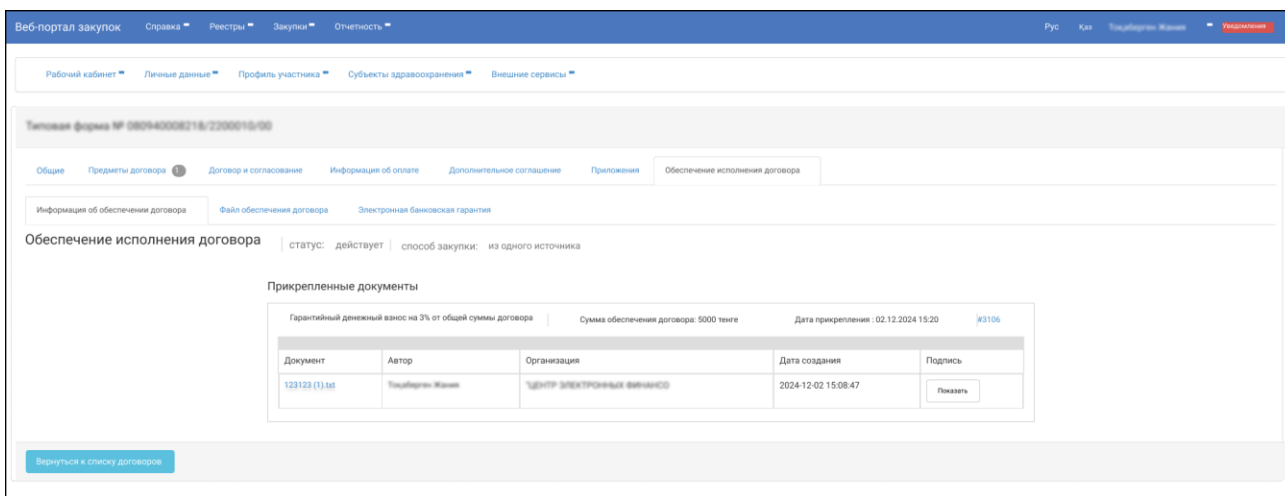 Веб-портал закупок Справка Реестры Закупки Отчетность Рус Қаз Уведомления
Рабочий кабинет Личные данные Профиль участника Субъекты здравоохранения Внешние сервисы
Типовая форма № 080940008218/2200010/00
Общие Предметы договора 1 Договор и согласование Информация об оплате Дополнительное соглашение Приложения Обеспечение исполнения договора
Информация об обеспечении договора Файл обеспечения договора Электронная банковская гарантия
Обеспечение исполнения договора статус: действует способ закупки: из одного источника
Прикрепленные документы
Гарантийный денежный взнос на 3% от общей суммы договора Сумма обеспечения договора: 5000 тенге Дата прикрепления : 02.12.2024 15:20 #3106
Документ Автор Организация Дата создания Подпись
123123 (1).txt "ЦЕНТР ЭЛЕКТРОННЫХ ФИНАНСО 2024-12-02 15:08:47 Показать
Вернуться к списку договоров